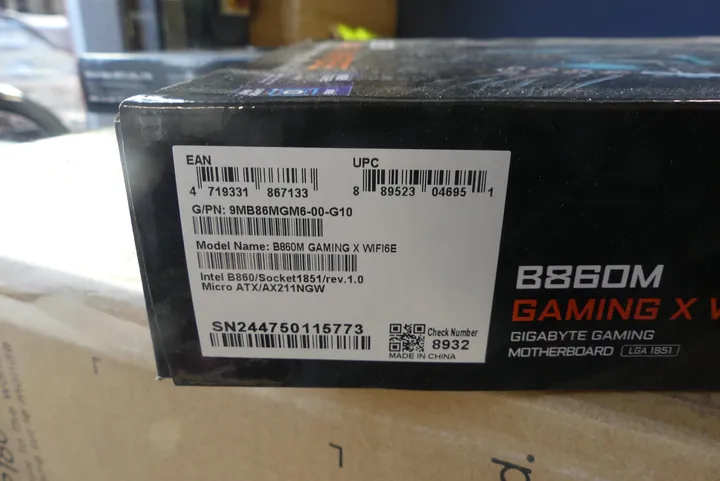 EAN
4 719331 867133
UPC
8 89523 04695 1
G/PN: 9MB86MGM6-00-G10
Model Name: B860M GAMING X WIFI6E
Intel B860/Socket1851/rev.1.0
Micro ATX/AX211NGW
SN244750115773
Check Number
8932
MADE IN CHINA
B860M
GAMING X
GIGABYTE GAMING
MOTHERBOARD LGA 1851